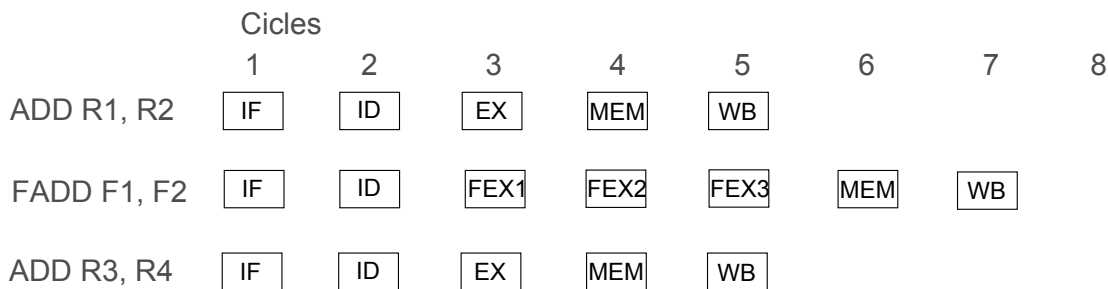 Cicles
1 2 3 4 5 6 7 8
ADD R1, R2 IF ID EX MEM WB
FADD F1, F2 IF ID FEX1 FEX2 FEX3 MEM WB
ADD R3, R4 IF ID EX MEM WB